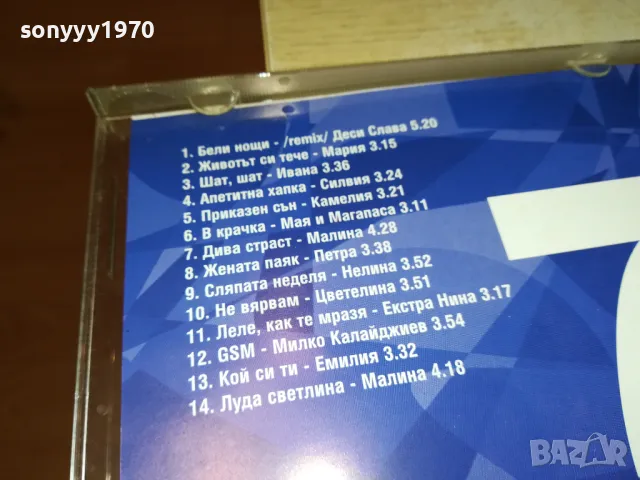 sonyyy1970
1. Бели нощи - /remix/ Деси Слава 5.20
2. Животът си тече - Мария 3.15
3. Шат, шат - Ивана 3.36
4. Апетитна хапка - Силвия 3.24
5. Приказен сън - Камелия 3.21
6. В крачка - Мая и Магапаса 3.11
7. Дива страст - Малина 4.28
8. Жената паяк - Петра 3.38
9. Сляпата неделя - Нелина 3.52
10. Не вярвам - Цветелина 3.51
11. Леле, как те мразя - Екстра Нина 3.17
12. GSM - Милко Калайджиев 3.54
13. Кой си ти - Емилия 3.32
14. Луда светлина - Малина 4.18
BAZAR